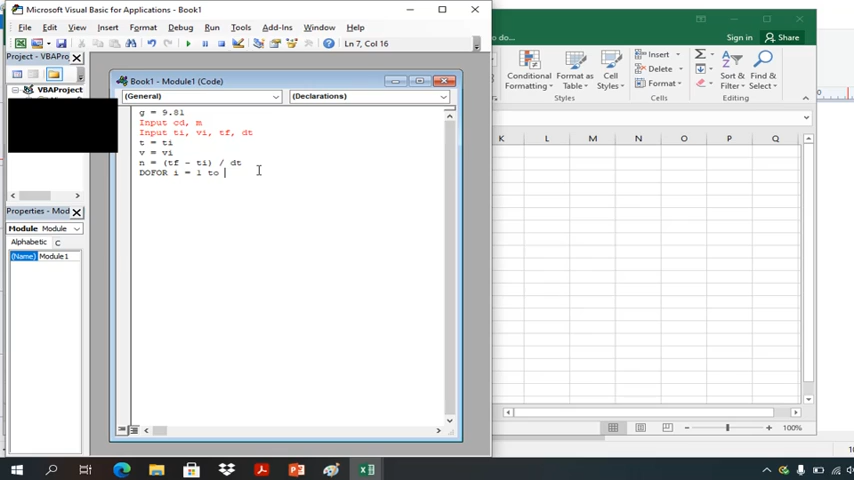 Microsoft Visual Basic for Applications - Book1
File Edit View Insert Format Debug Run Tools Add-Ins Window Help
Ln 7, Col 16
to do...
Sign in Share
Project - VBAProject
VBAProject
Book1 - Module1 (Code)
(General) (Declarations)
g = 9.81
Input cd, m
Input ti, vi, tf, dt
t = ti
v = vi
n = (tf - ti) / dt
DOFOR i = 1 to
Properties - Mod
Module Module
Alphabetic C
(Name) Module1
Conditional Formatting
Format as Table
Cell Styles
Insert
Delete
Format
Sort & Filter
Find & Select
Cells
Editing
K L M N O P Q
100%